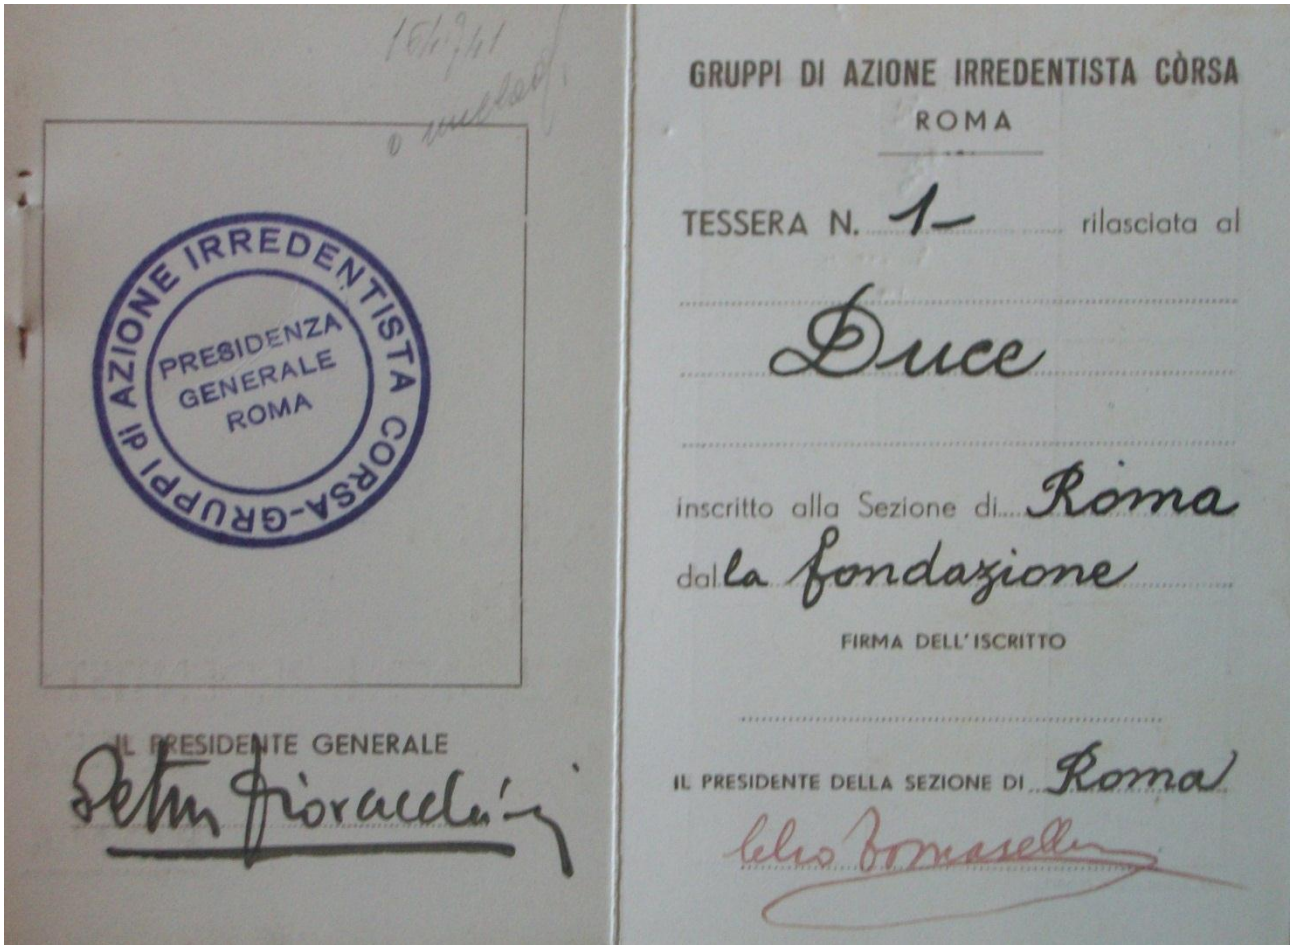 GRUPPI di AZIONE IRREDENTISTA CORSA-
PRESIDENZA
GENERALE
ROMA
IL PRESIDENTE GENERALE
Petru Giovacchini
GRUPPI DI AZIONE IRREDENTISTA CÒRSA
ROMA
TESSERA N. 1- rilasciata al
Duce
inscritto alla Sezione di Roma
dalla fondazione
FIRMA DELL'ISCRITTO
IL PRESIDENTE DELLA SEZIONE DI Roma